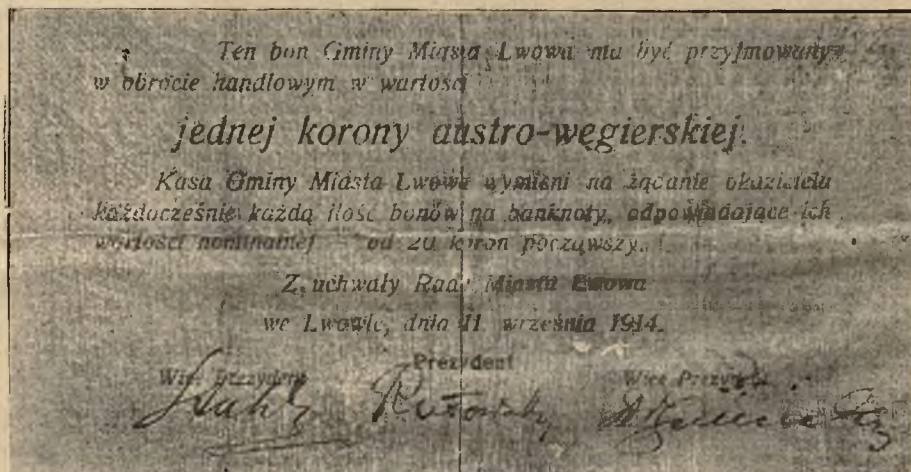 Ten bon Gminy Miasta Lwowa ma być przyjmowany
w obrocie handlowym w wartości
jednej korony austro-węgierskiej.
Kasa Gminy Miasta Lwowa wymieni na żądanie okaziciela
każdocześnie każdą ilość bonów na banknoty, odpowiadające ich
wartości nominalnej — od 20 koron począwszy.
Z uchwały Rady Miasta Lwowa
we Lwowie, dnia 11 września 1914.
Prezydent
Wice Prezydent Wice Prezydent
Rutowski